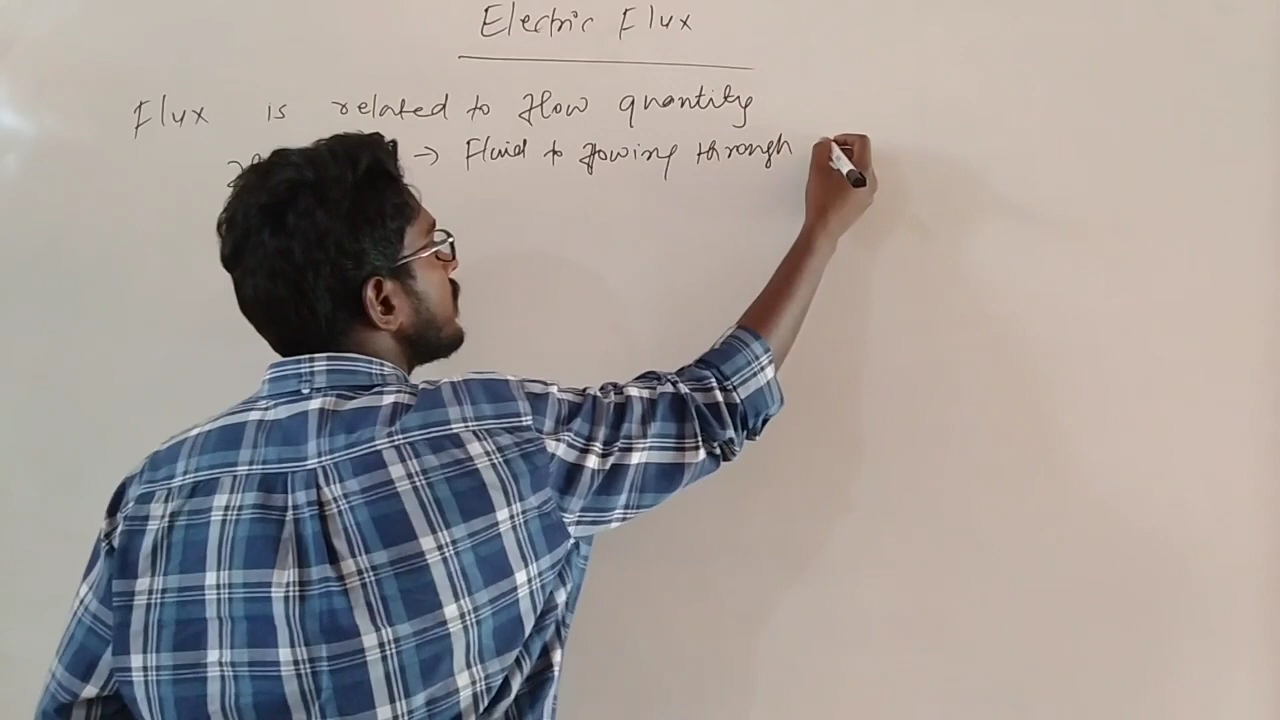 Electric Flux
Flux is related to flow quantity
→ Fluid to flowing through